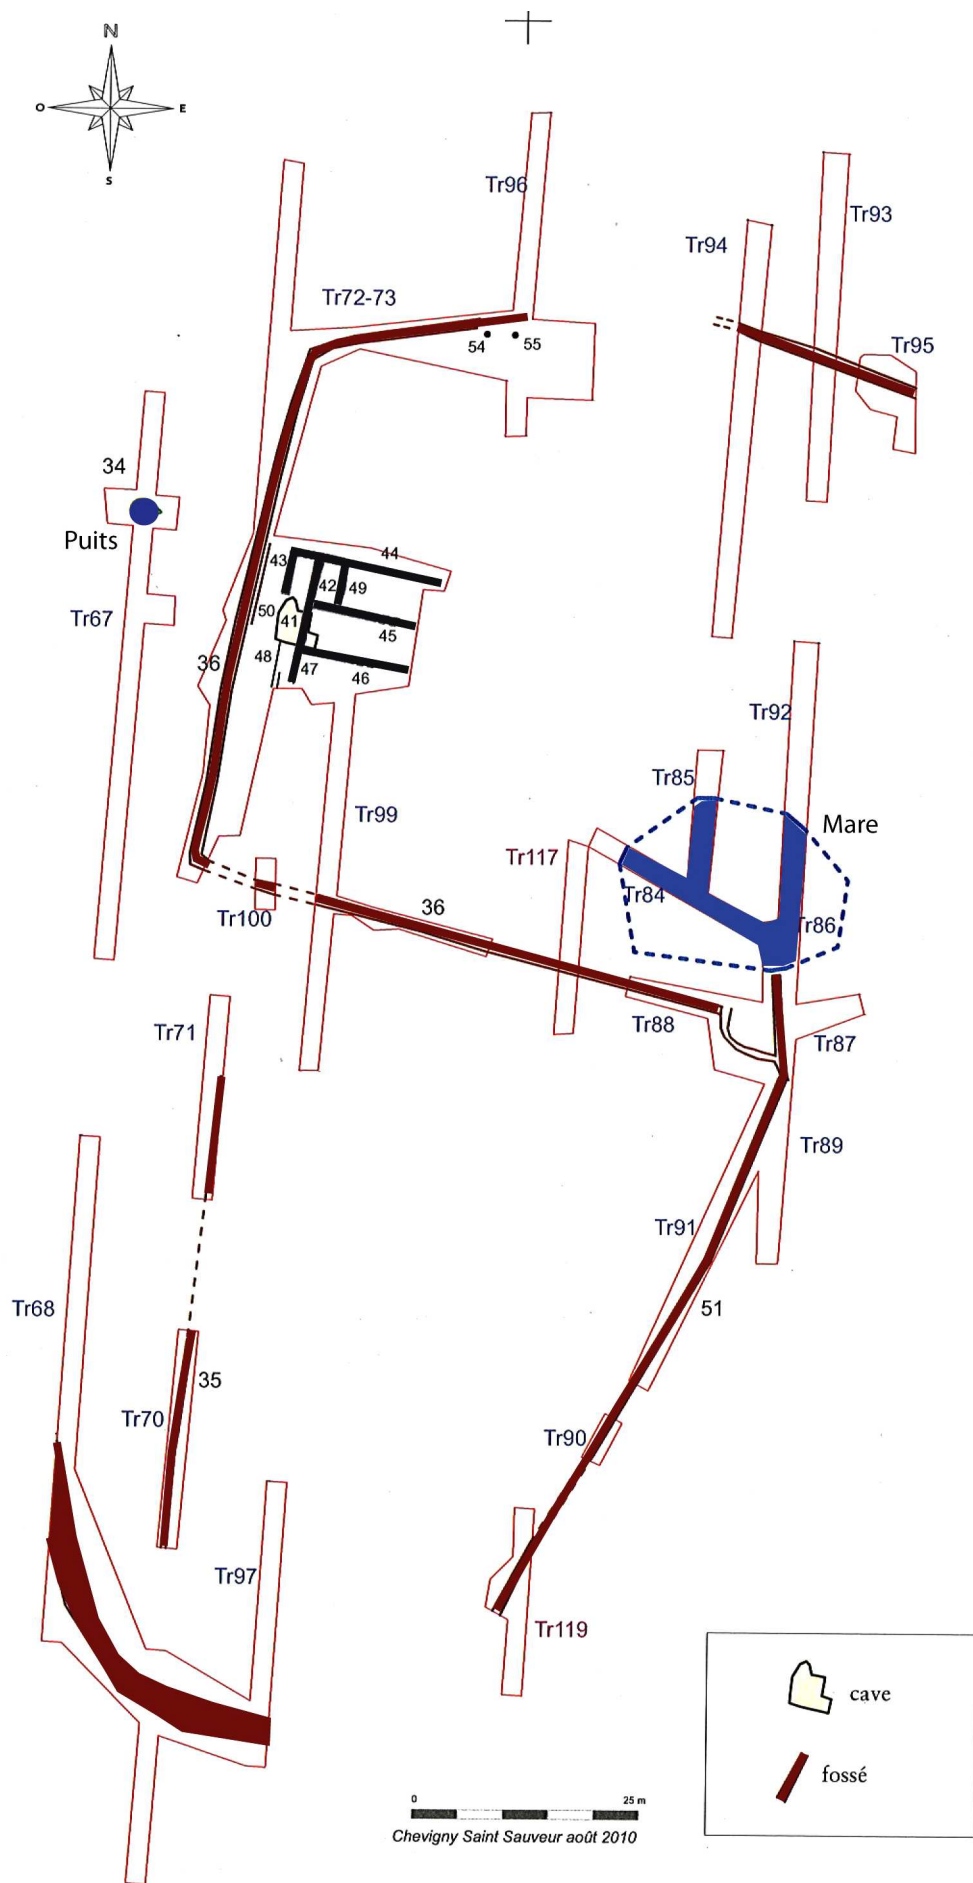 N
O
E
S
Tr96
Tr93
Tr94
Tr72-73
54
55
Tr95
34
Puits
44
43
42
49
50
41
45
Tr67
48
47
46
36
Tr92
Tr85
Mare
Tr99
Tr117
Tr84
36
Tr86
Tr100
Tr88
Tr71
Tr87
Tr89
Tr91
Tr68
51
35
Tr70
Tr90
Tr97
Tr119
cave
fossé
0
25 m
Chevigny Saint Sauveur août 2010